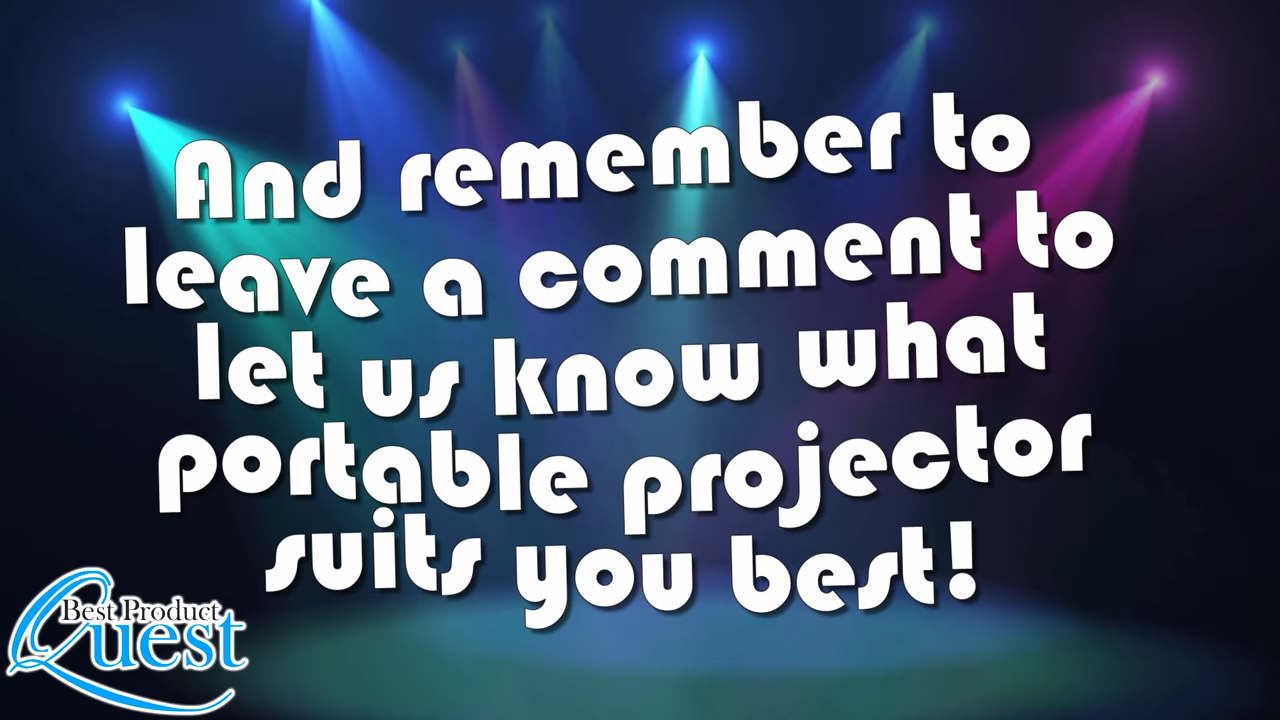 And remember to
leave a comment to
let us know what
portable projector
suits you best!
Best Product
Quest